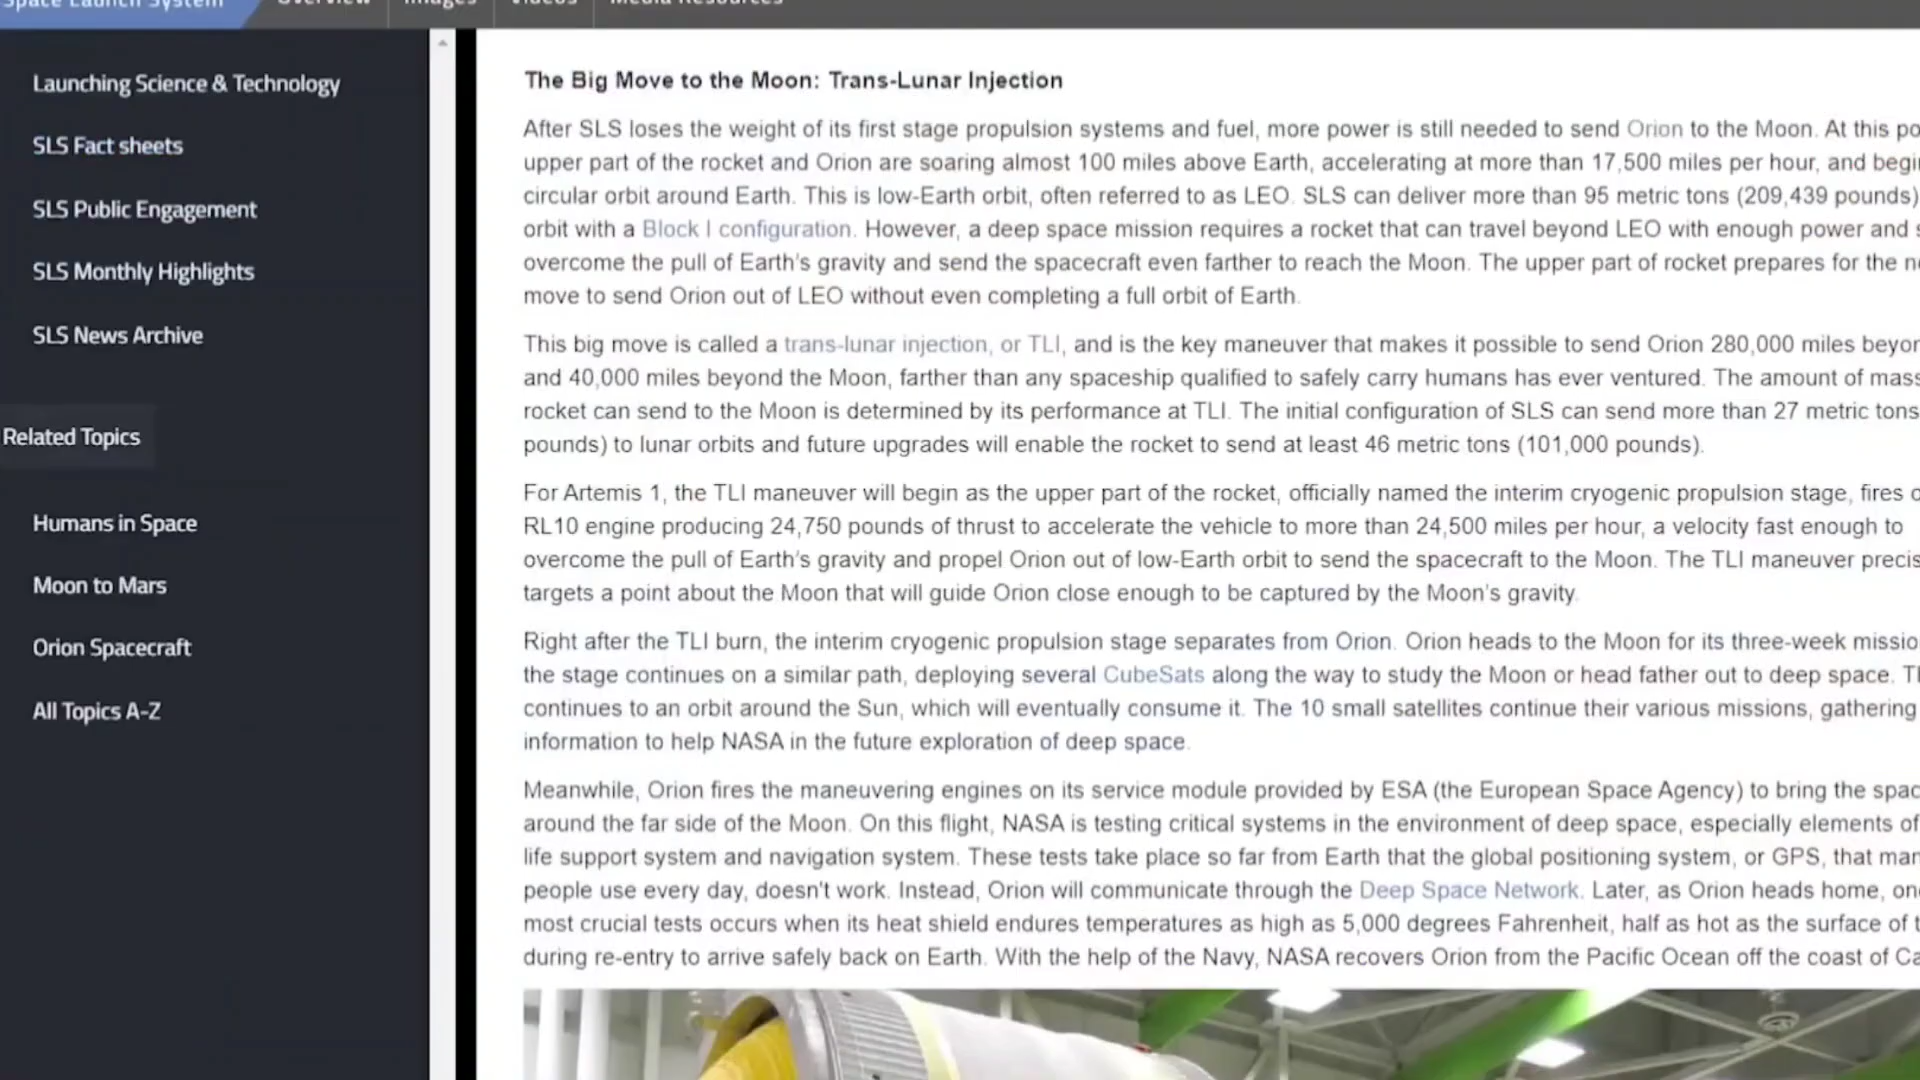 Space Launch System Overview Images Videos Media Resources
Launching Science & Technology
SLS Fact sheets
SLS Public Engagement
SLS Monthly Highlights
SLS News Archive
Related Topics
Humans in Space
Moon to Mars
Orion Spacecraft
All Topics A-Z
The Big Move to the Moon: Trans-Lunar Injection
After SLS loses the weight of its first stage propulsion systems and fuel, more power is still needed to send Orion to the Moon. At this
upper part of the rocket and Orion are soaring almost 100 miles above Earth, accelerating at more than 17,500 miles per hour, and
circular orbit around Earth. This is low-Earth orbit, often referred to as LEO. SLS can deliver more than 95 metric tons (209,439 pounds)
orbit with a Block I configuration. However, a deep space mission requires a rocket that can travel beyond LEO with enough power and
overcome the pull of Earth's gravity and send the spacecraft even farther to reach the Moon. The upper part of rocket prepares for the
move to send Orion out of LEO without even completing a full orbit of Earth.
This big move is called a trans-lunar injection, or TLI, and is the key maneuver that makes it possible to send Orion 280,000 miles
and 40,000 miles beyond the Moon, farther than any spaceship qualified to safely carry humans has ever ventured. The amount of mass
rocket can send to the Moon is determined by its performance at TLI. The initial configuration of SLS can send more than 27 metric tons
pounds) to lunar orbits and future upgrades will enable the rocket to send at least 46 metric tons (101,000 pounds).
For Artemis 1, the TLI maneuver will begin as the upper part of the rocket, officially named the interim cryogenic propulsion stage, fires
RL10 engine producing 24,750 pounds of thrust to accelerate the vehicle to more than 24,500 miles per hour, a velocity fast enough to
overcome the pull of Earth's gravity and propel Orion out of low-Earth orbit to send the spacecraft to the Moon. The TLI maneuver
targets a point about the Moon that will guide Orion close enough to be captured by the Moon's gravity.
Right after the TLI burn, the interim cryogenic propulsion stage separates from Orion. Orion heads to the Moon for its three-week
the stage continues on a similar path, deploying several CubeSats along the way to study the Moon or head father out to deep space.
continues to an orbit around the Sun, which will eventually consume it. The 10 small satellites continue their various missions, gathering
information to help NASA in the future exploration of deep space.
Meanwhile, Orion fires the maneuvering engines on its service module provided by ESA (the European Space Agency) to bring the
around the far side of the Moon. On this flight, NASA is testing critical systems in the environment of deep space, especially elements of
life support system and navigation system. These tests take place so far from Earth that the global positioning system, or GPS, that
people use every day, doesn't work. Instead, Orion will communicate through the Deep Space Network. Later, as Orion heads home,
most crucial tests occurs when its heat shield endures temperatures as high as 5,000 degrees Fahrenheit, half as hot as the surface of
during re-entry to arrive safely back on Earth. With the help of the Navy, NASA recovers Orion from the Pacific Ocean off the coast of